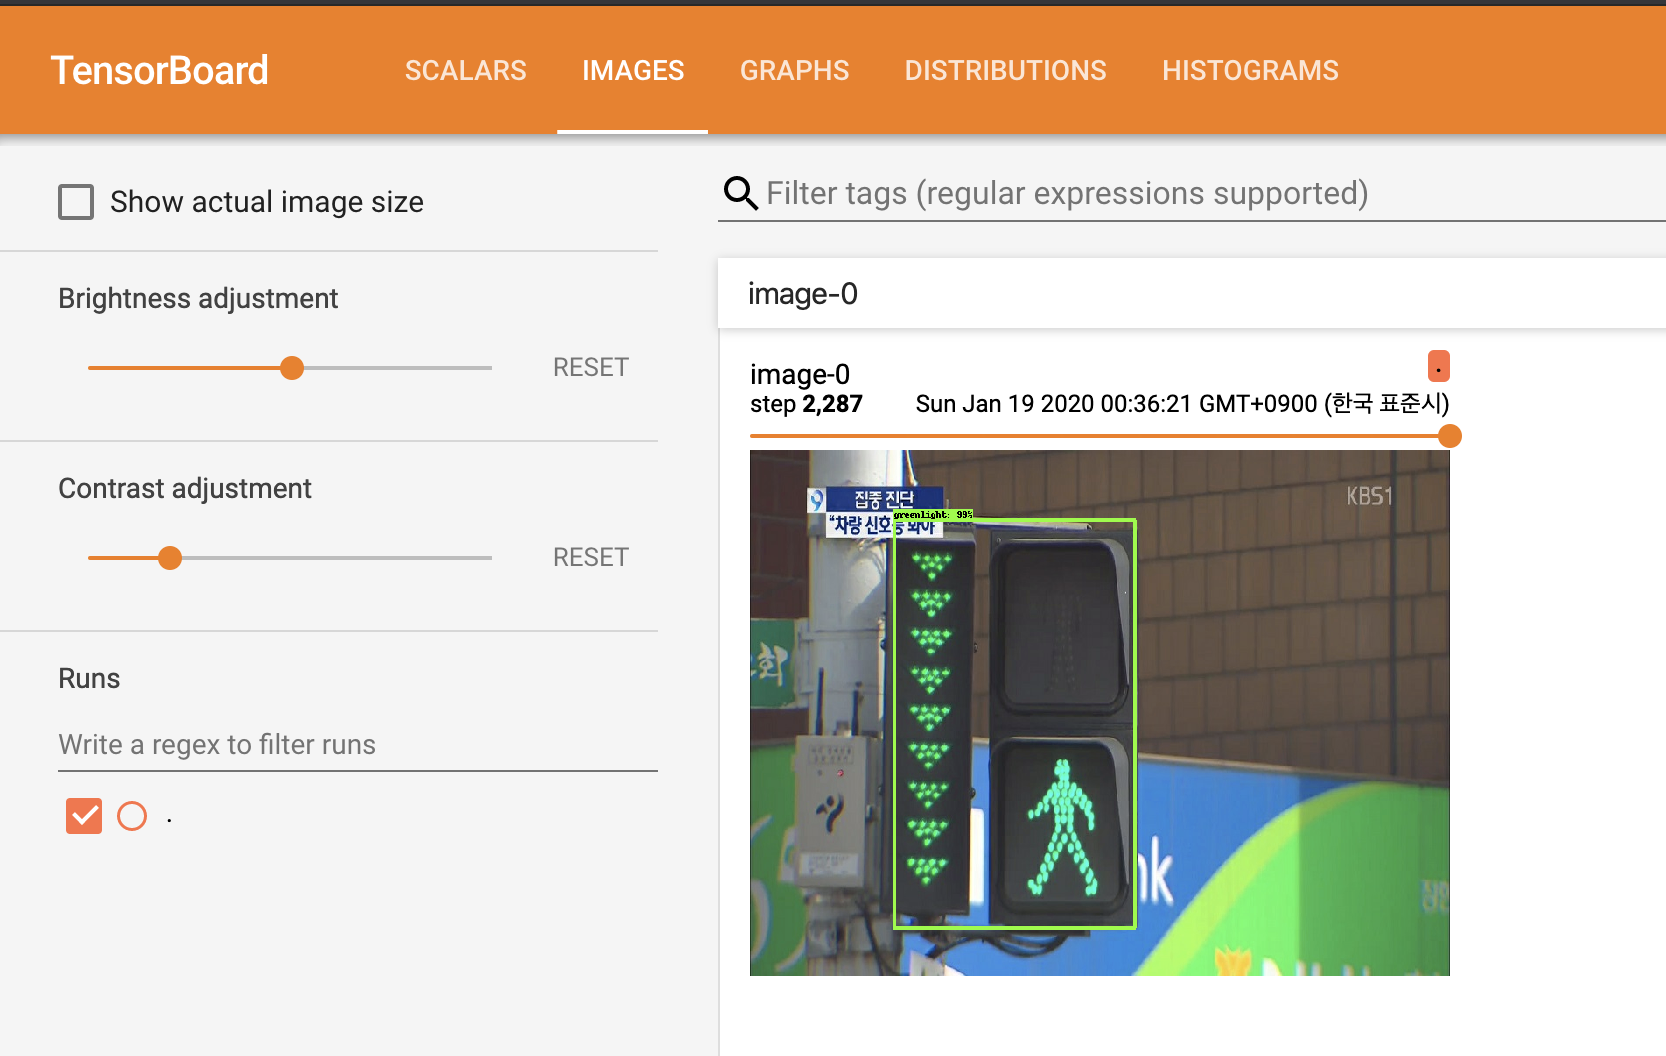 TensorBoard SCALARS IMAGES GRAPHS DISTRIBUTIONS HISTOGRAMS
Show actual image size
Brightness adjustment
RESET
Contrast adjustment
RESET
Runs
Write a regex to filter runs
.
Filter tags (regular expressions supported)
image-0
image-0
.
step 2,287 Sun Jan 19 2020 00:36:21 GMT+0900 (한국 표준시)
9 집중 진단
KBS1
greenlight: 99%
"차량 신호등
회
nk